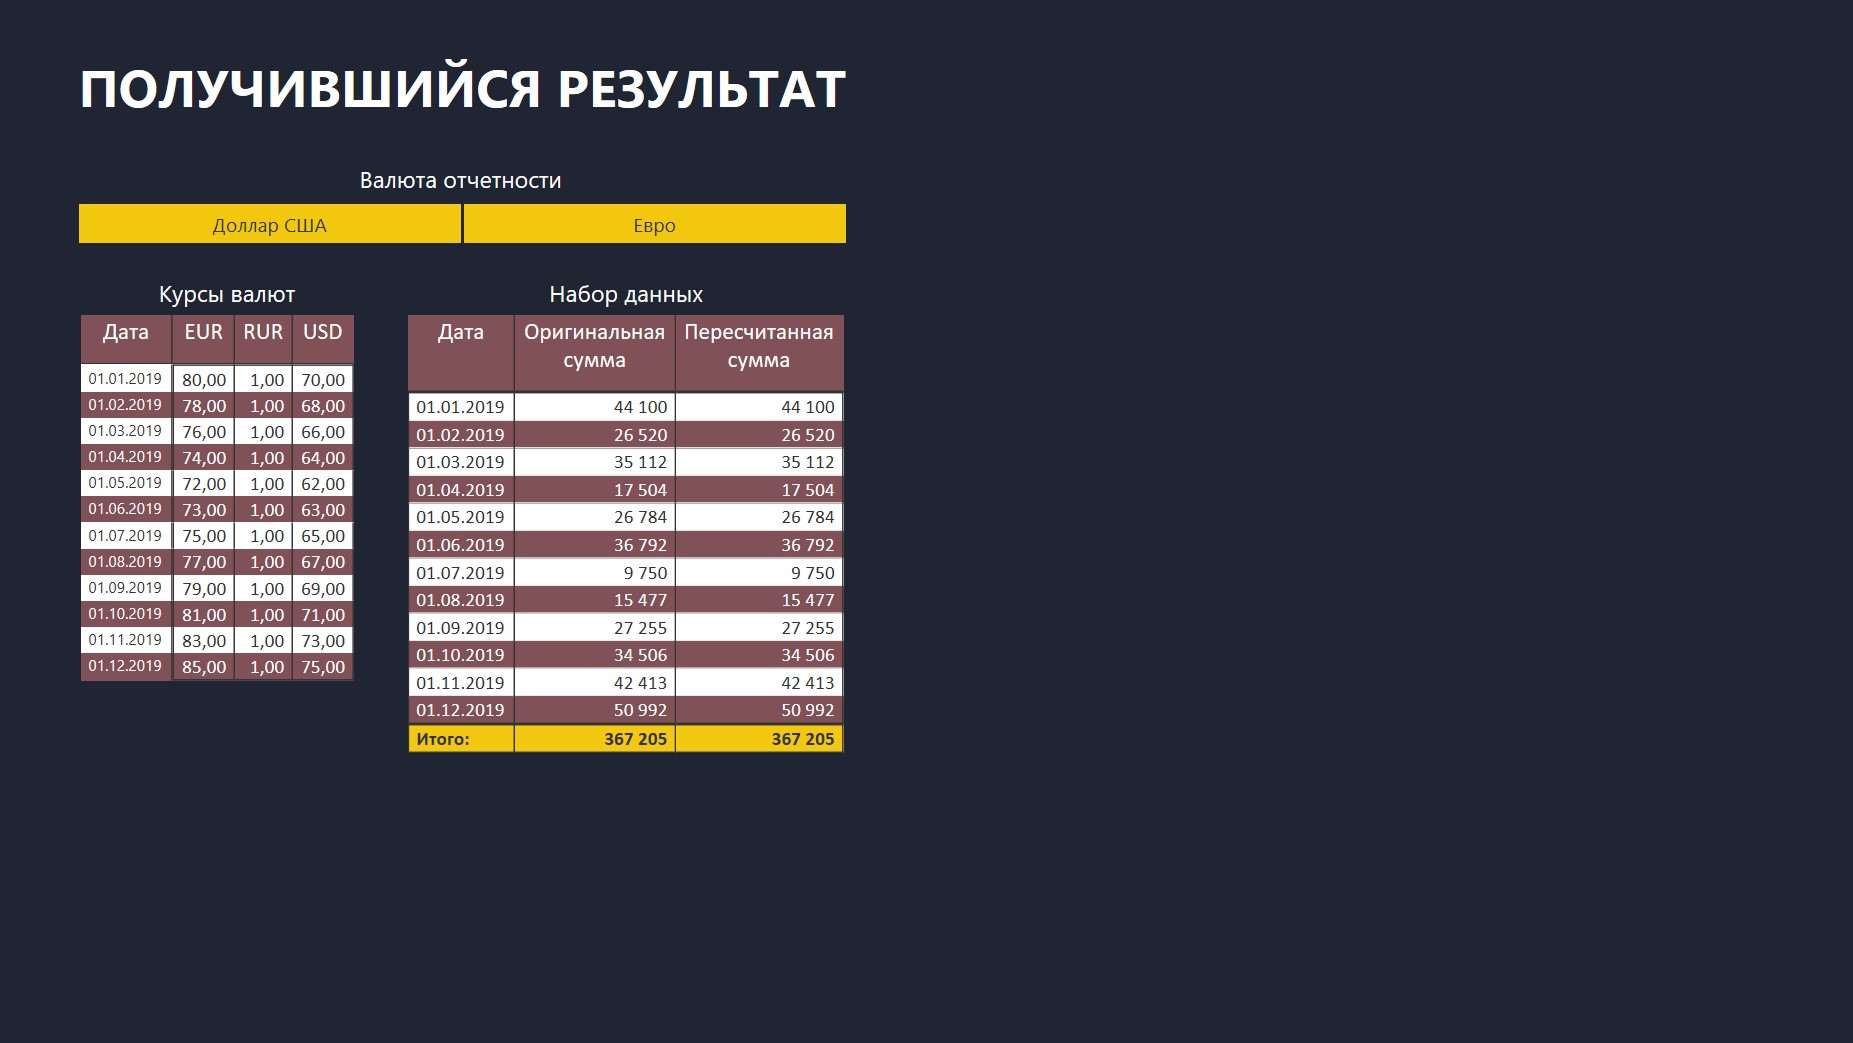 ПОЛУЧИВШИЙСЯ РЕЗУЛЬТАТ
Валюта отчетности
Доллар США Евро
Курсы валют
Дата EUR RUR USD
01.01.2019 80,00 1,00 70,00
01.02.2019 78,00 1,00 68,00
01.03.2019 76,00 1,00 66,00
01.04.2019 74,00 1,00 64,00
01.05.2019 72,00 1,00 62,00
01.06.2019 73,00 1,00 63,00
01.07.2019 75,00 1,00 65,00
01.08.2019 77,00 1,00 67,00
01.09.2019 79,00 1,00 69,00
01.10.2019 81,00 1,00 71,00
01.11.2019 83,00 1,00 73,00
01.12.2019 85,00 1,00 75,00
Набор данных
Дата Оригинальная сумма Пересчитанная сумма
01.01.2019 44 100 44 100
01.02.2019 26 520 26 520
01.03.2019 35 112 35 112
01.04.2019 17 504 17 504
01.05.2019 26 784 26 784
01.06.2019 36 792 36 792
01.07.2019 9 750 9 750
01.08.2019 15 477 15 477
01.09.2019 27 255 27 255
01.10.2019 34 506 34 506
01.11.2019 42 413 42 413
01.12.2019 50 992 50 992
Итого: 367 205 367 205